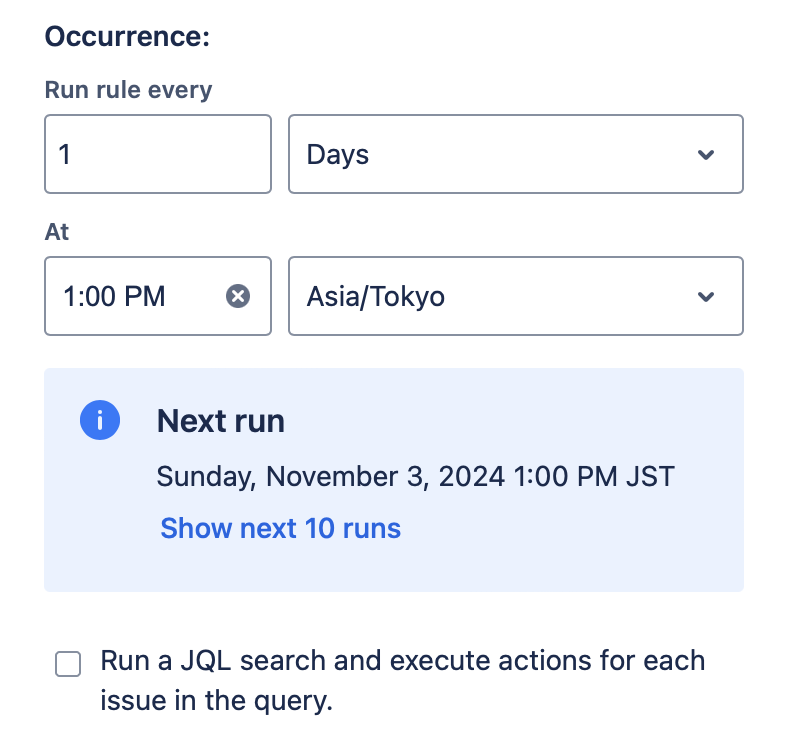 Occurrence:
Run rule every
1 Days
At
1:00 PM Asia/Tokyo
Next run
Sunday, November 3, 2024 1:00 PM JST
Show next 10 runs
Run a JQL search and execute actions for each
issue in the query.